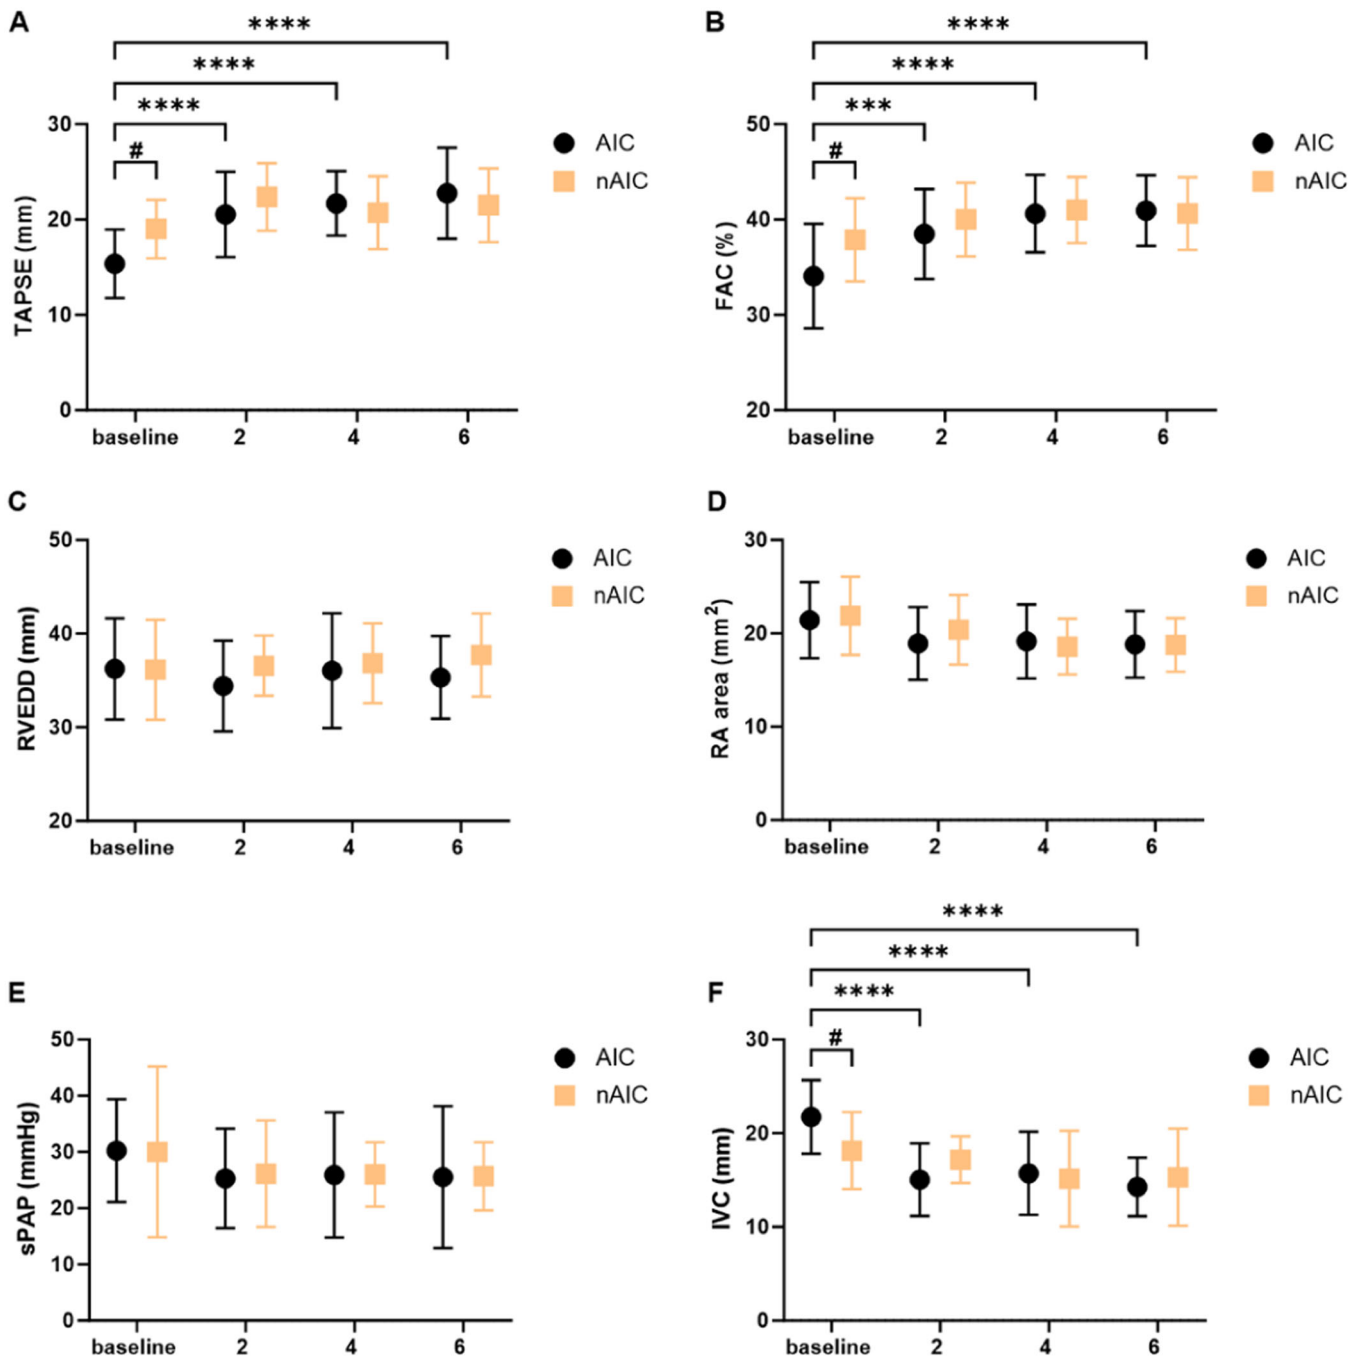 A
****
****
****
#
30
20
10
0
TAPSE (mm)
baseline 2 4 6
AIC
nAIC
B
****
****
***
#
50
40
30
20
FAC (%)
baseline 2 4 6
AIC
nAIC
C
50
40
30
20
RVEDD (mm)
baseline 2 4 6
AIC
nAIC
D
30
20
10
0
RA area (mm²)
baseline 2 4 6
AIC
nAIC
E
50
40
30
20
10
0
sPAP (mmHg)
baseline 2 4 6
AIC
nAIC
F
****
****
****
#
30
20
10
0
IVC (mm)
baseline 2 4 6
AIC
nAIC